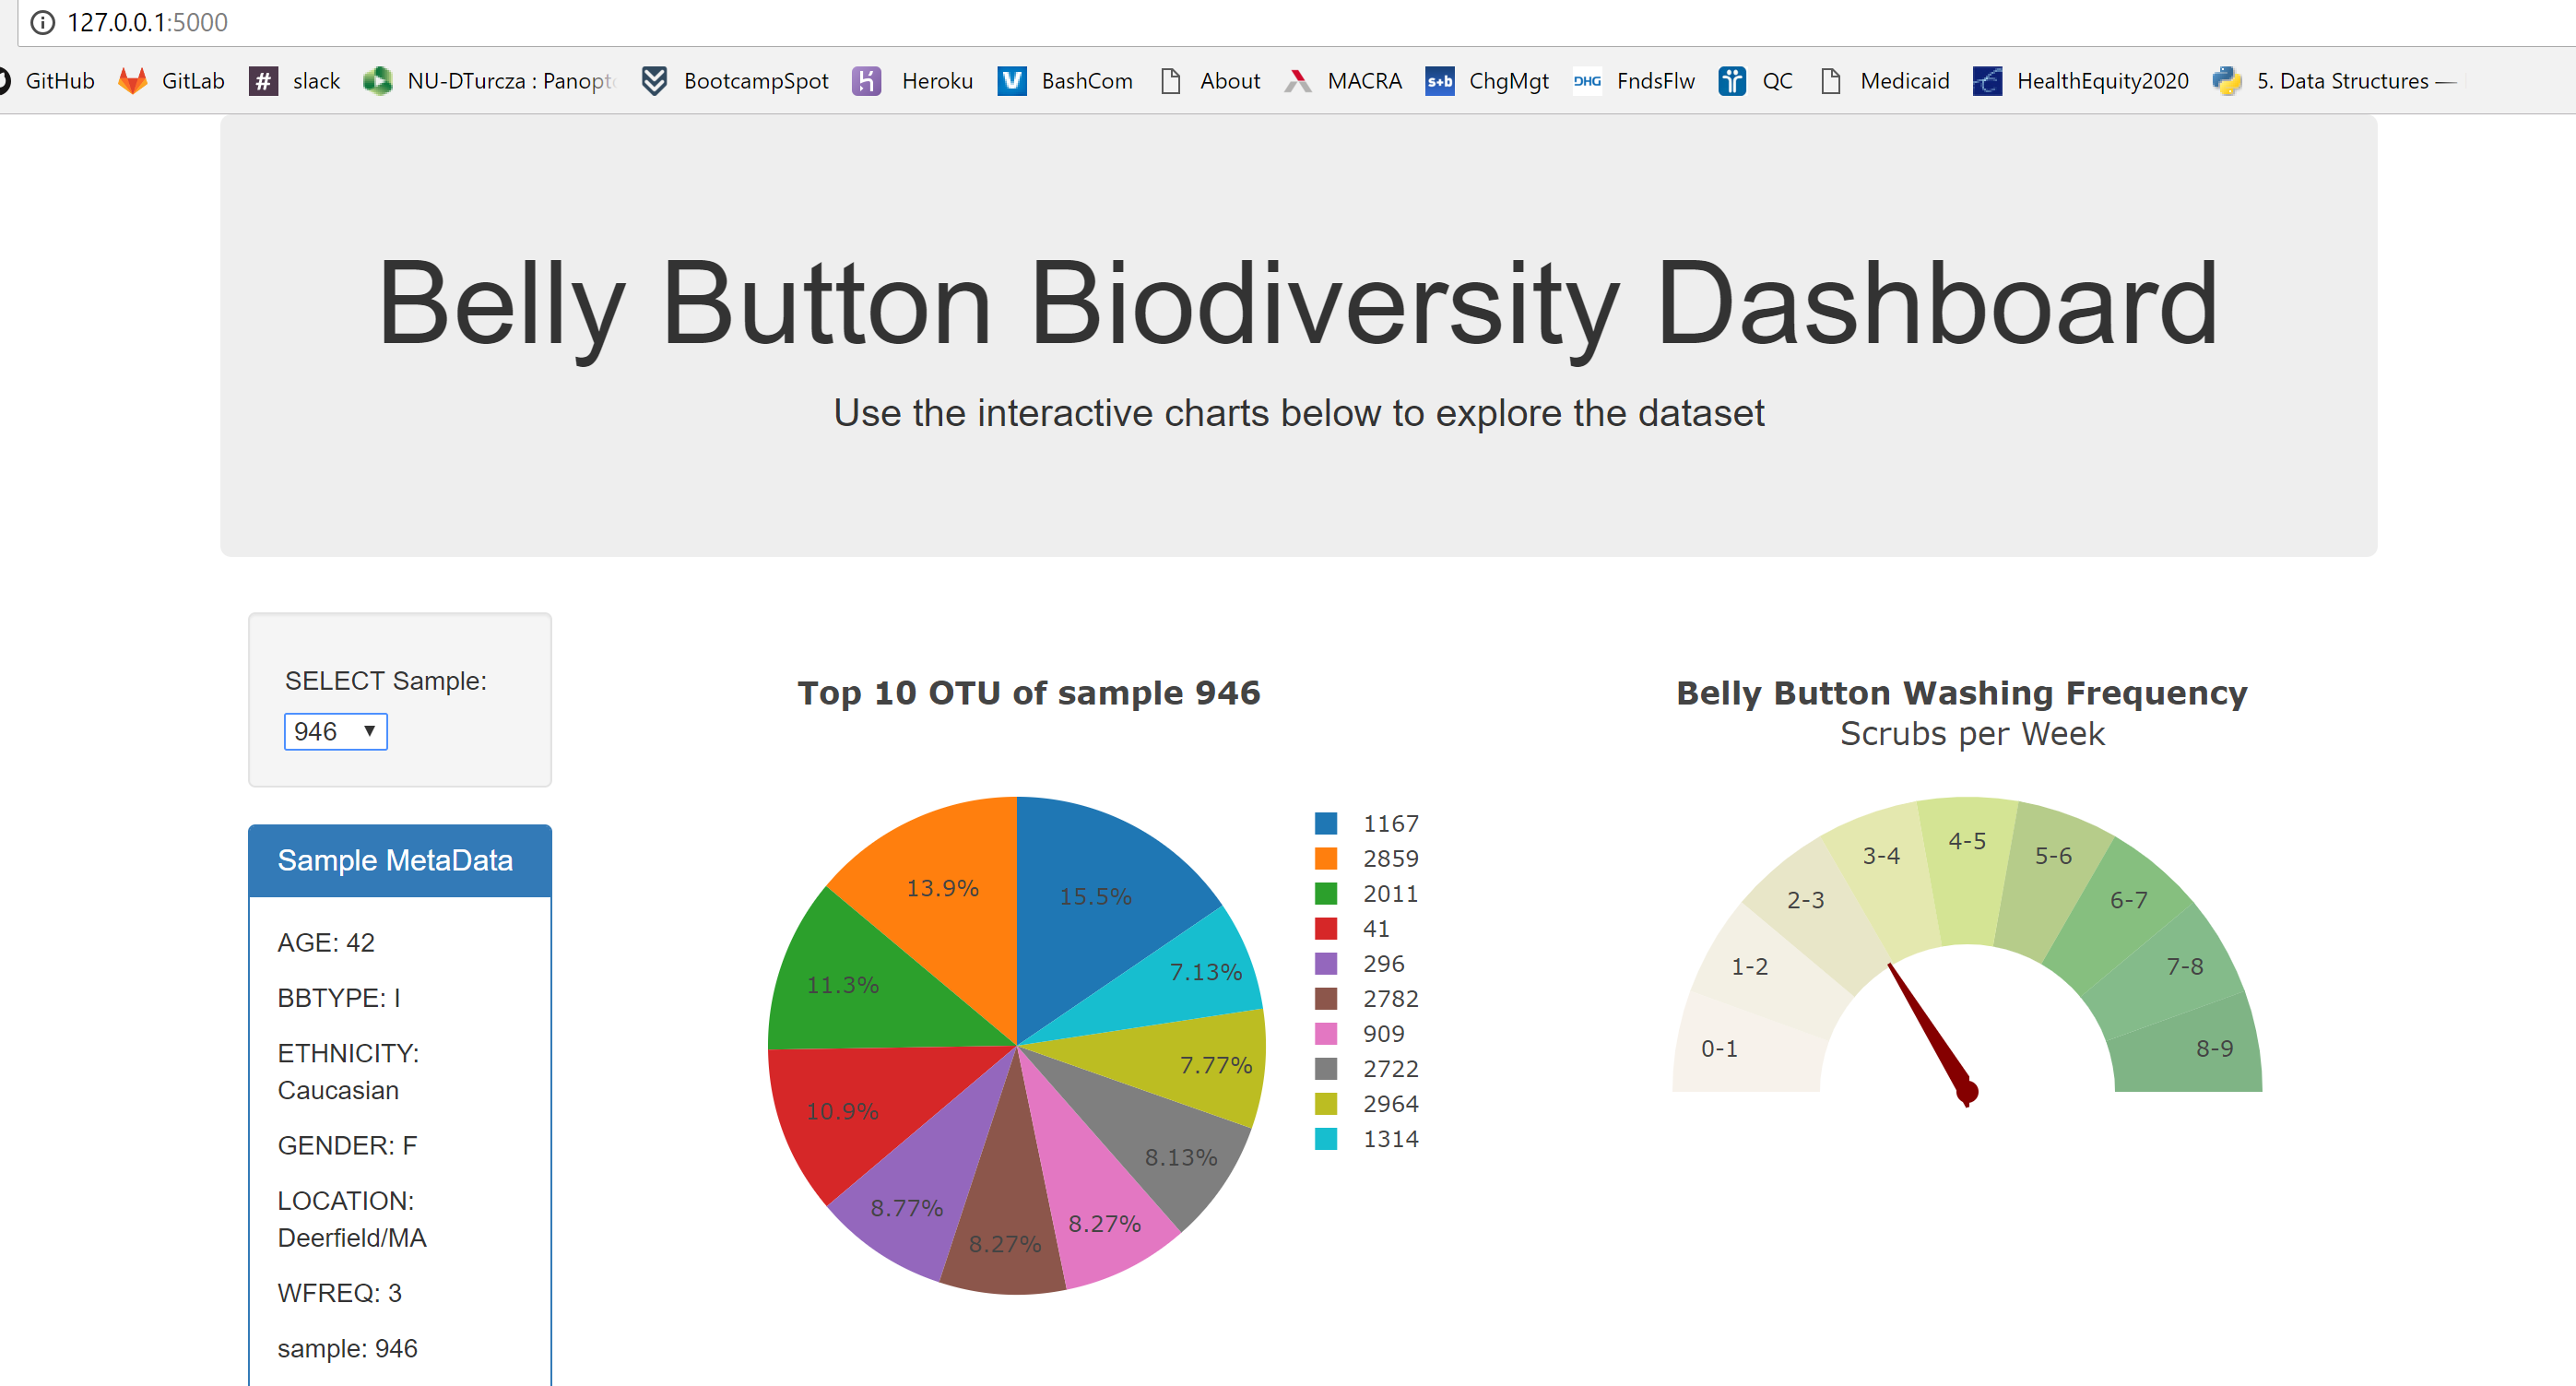 127.0.0.1:5000
GitHub GitLab # slack NU-DTurcza : Panopto BootcampSpot Heroku V BashCom About MACRA s+b ChgMgt DHG FndsFlw QC Medicaid HealthEquity2020 5. Data Structures —
Belly Button Biodiversity Dashboard
Use the interactive charts below to explore the dataset
SELECT Sample:
946
Sample MetaData
AGE: 42
BBTYPE: I
ETHNICITY:
Caucasian
GENDER: F
LOCATION:
Deerfield/MA
WFREQ: 3
sample: 946
Top 10 OTU of sample 946
15.5%
7.13%
7.77%
8.13%
8.27%
8.27%
8.77%
10.9%
11.3%
13.9%
1167
2859
2011
41
296
2782
909
2722
2964
1314
Belly Button Washing Frequency
Scrubs per Week
0-1
1-2
2-3
3-4
4-5
5-6
6-7
7-8
8-9